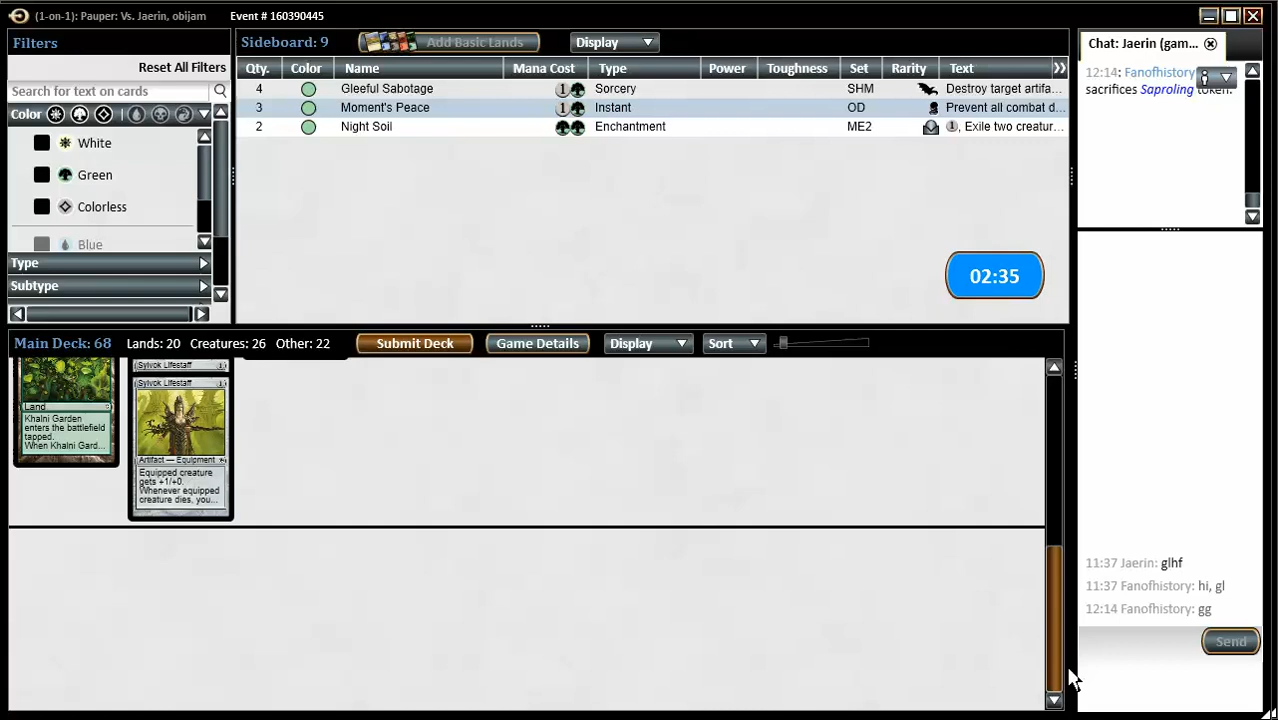 (1-on-1): Pauper: Vs. Jaerin, obijam
Event # 160390445
Filters
Reset All Filters
Search for text on cards
Color
White
Green
Colorless
Blue
Type
Subtype
Sideboard: 9
Add Basic Lands
Display
Qty. Color Name Mana Cost Type Power Toughness Set Rarity Text
4 Gleeful Sabotage 1 Sorcery SHM Destroy target artifa...
3 Moment's Peace 1 Instant OD Prevent all combat d...
2 Night Soil Enchantment ME2 1, Exile two creatur...
02:35
Main Deck: 68 Lands: 20 Creatures: 26 Other: 22
Submit Deck
Game Details
Display
Sort
Land
Khalni Garden
enters the battlefield
tapped.
When Khalni Gard...
Sylvok Lifestaff 1
Sylvok Lifestaff 1
Artifact — Equipment
Equipped creature
gets +1/+0.
Whenever equipped
creature dies, you...
Chat: Jaerin (gam...
12:14: Fanofhistory
sacrifices Saproling token.
11:37 Jaerin: glhf
11:37 Fanofhistory: hi, gl
12:14 Fanofhistory: gg
Send